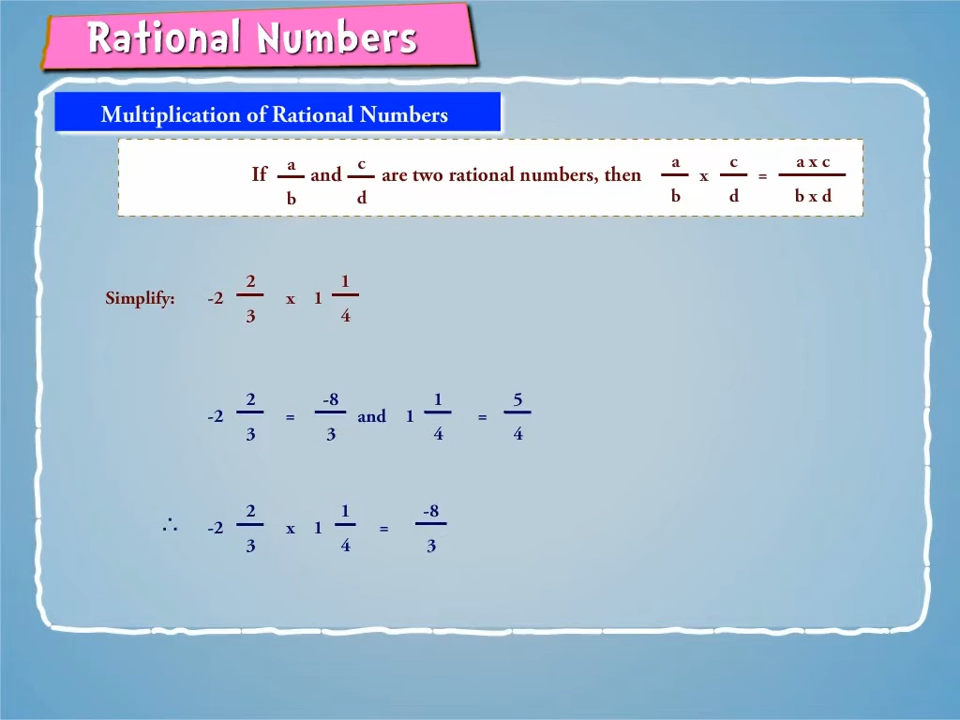 Rational Numbers
Multiplication of Rational Numbers
If a/b and c/d are two rational numbers, then a/b x c/d = a x c/b x d
Simplify: -2 2/3 x 1 1/4
-2 2/3 = -8/3 and 1 1/4 = 5/4
∴ -2 2/3 x 1 1/4 = -8/3